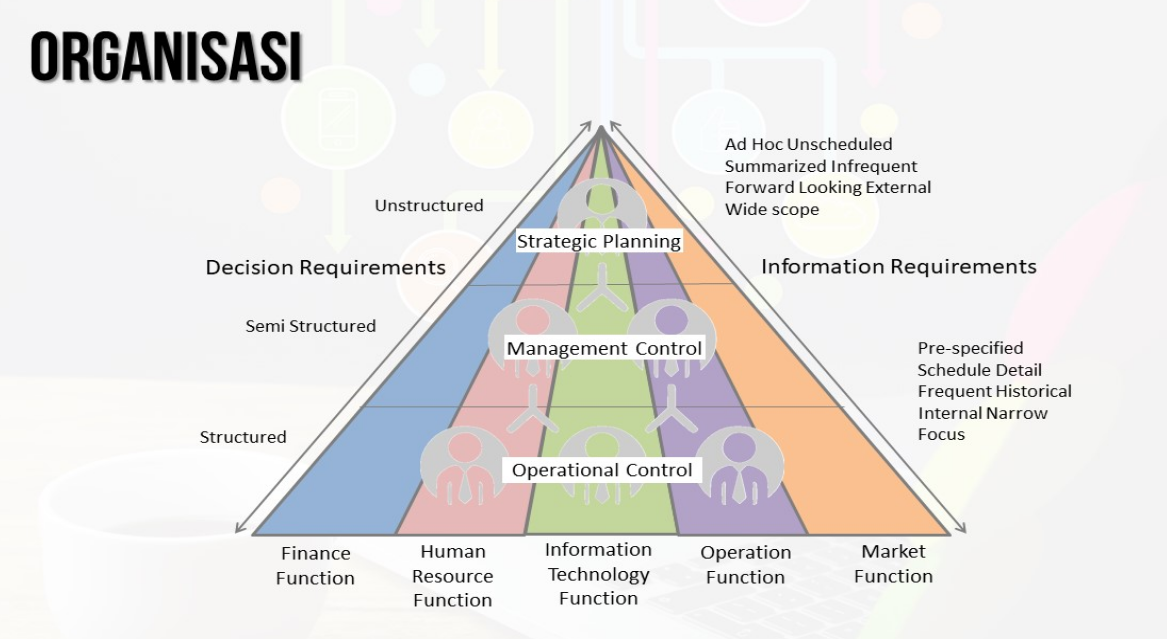 ORGANISASI
Ad Hoc Unscheduled
Summarized Infrequent
Forward Looking External
Wide scope
Unstructured
Strategic Planning
Decision Requirements
Information Requirements
Semi Structured
Management Control
Pre-specified
Schedule Detail
Frequent Historical
Internal Narrow
Focus
Structured
Operational Control
Finance
Function
Human
Resource
Function
Information
Technology
Function
Operation
Function
Market
Function